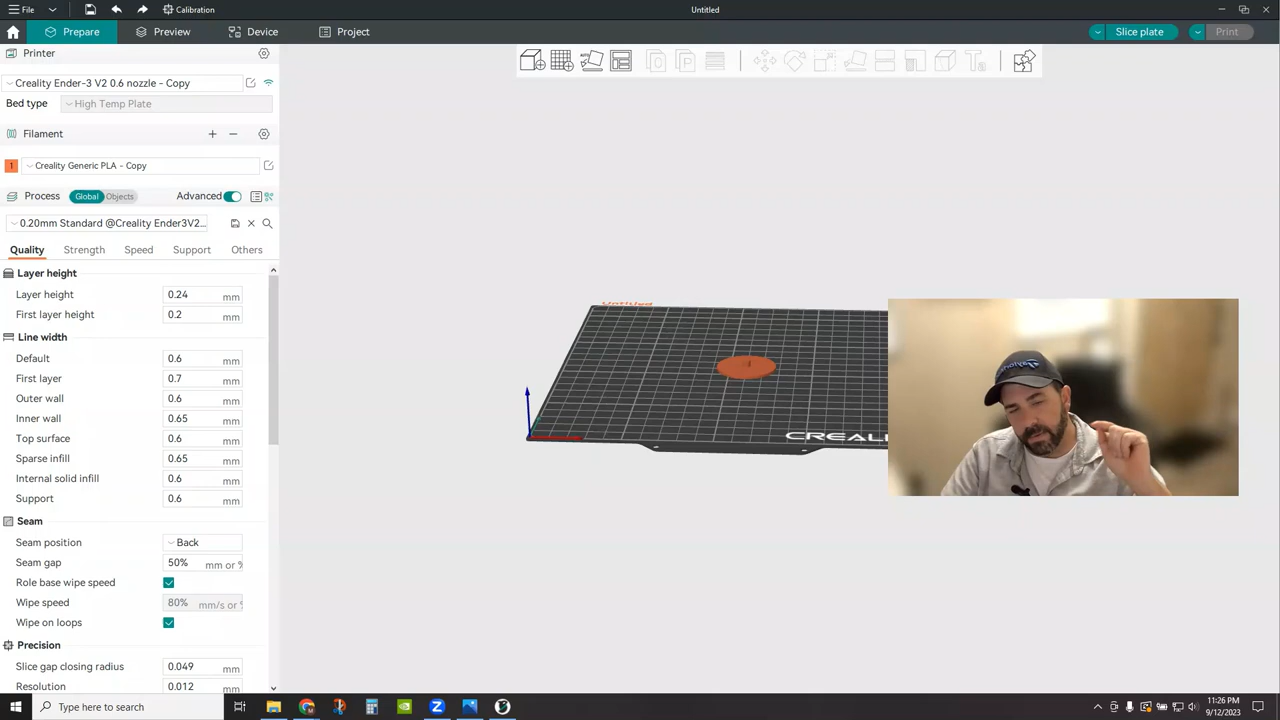 File
Calibration
Untitled
Prepare
Preview
Device
Project
Slice plate
Print
Printer
Creality Ender-3 V2 0.6 nozzle - Copy
Bed type
High Temp Plate
Filament
1 Creality Generic PLA - Copy
Process Global Objects Advanced
0.20mm Standard @Creality Ender3V2...
Quality Strength Speed Support Others
Layer height
Layer height 0.24 mm
First layer height 0.2 mm
Line width
Default 0.6 mm
First layer 0.7 mm
Outer wall 0.6 mm
Inner wall 0.65 mm
Top surface 0.6 mm
Sparse infill 0.65 mm
Internal solid infill 0.6 mm
Support 0.6 mm
Seam
Seam position Back
Seam gap 50% mm or %
Role base wipe speed
Wipe speed 80% mm/s or %
Wipe on loops
Precision
Slice gap closing radius 0.049 mm
Resolution 0.012 mm
Untitled
CREALI
Type here to search
11:26 PM
9/12/2023